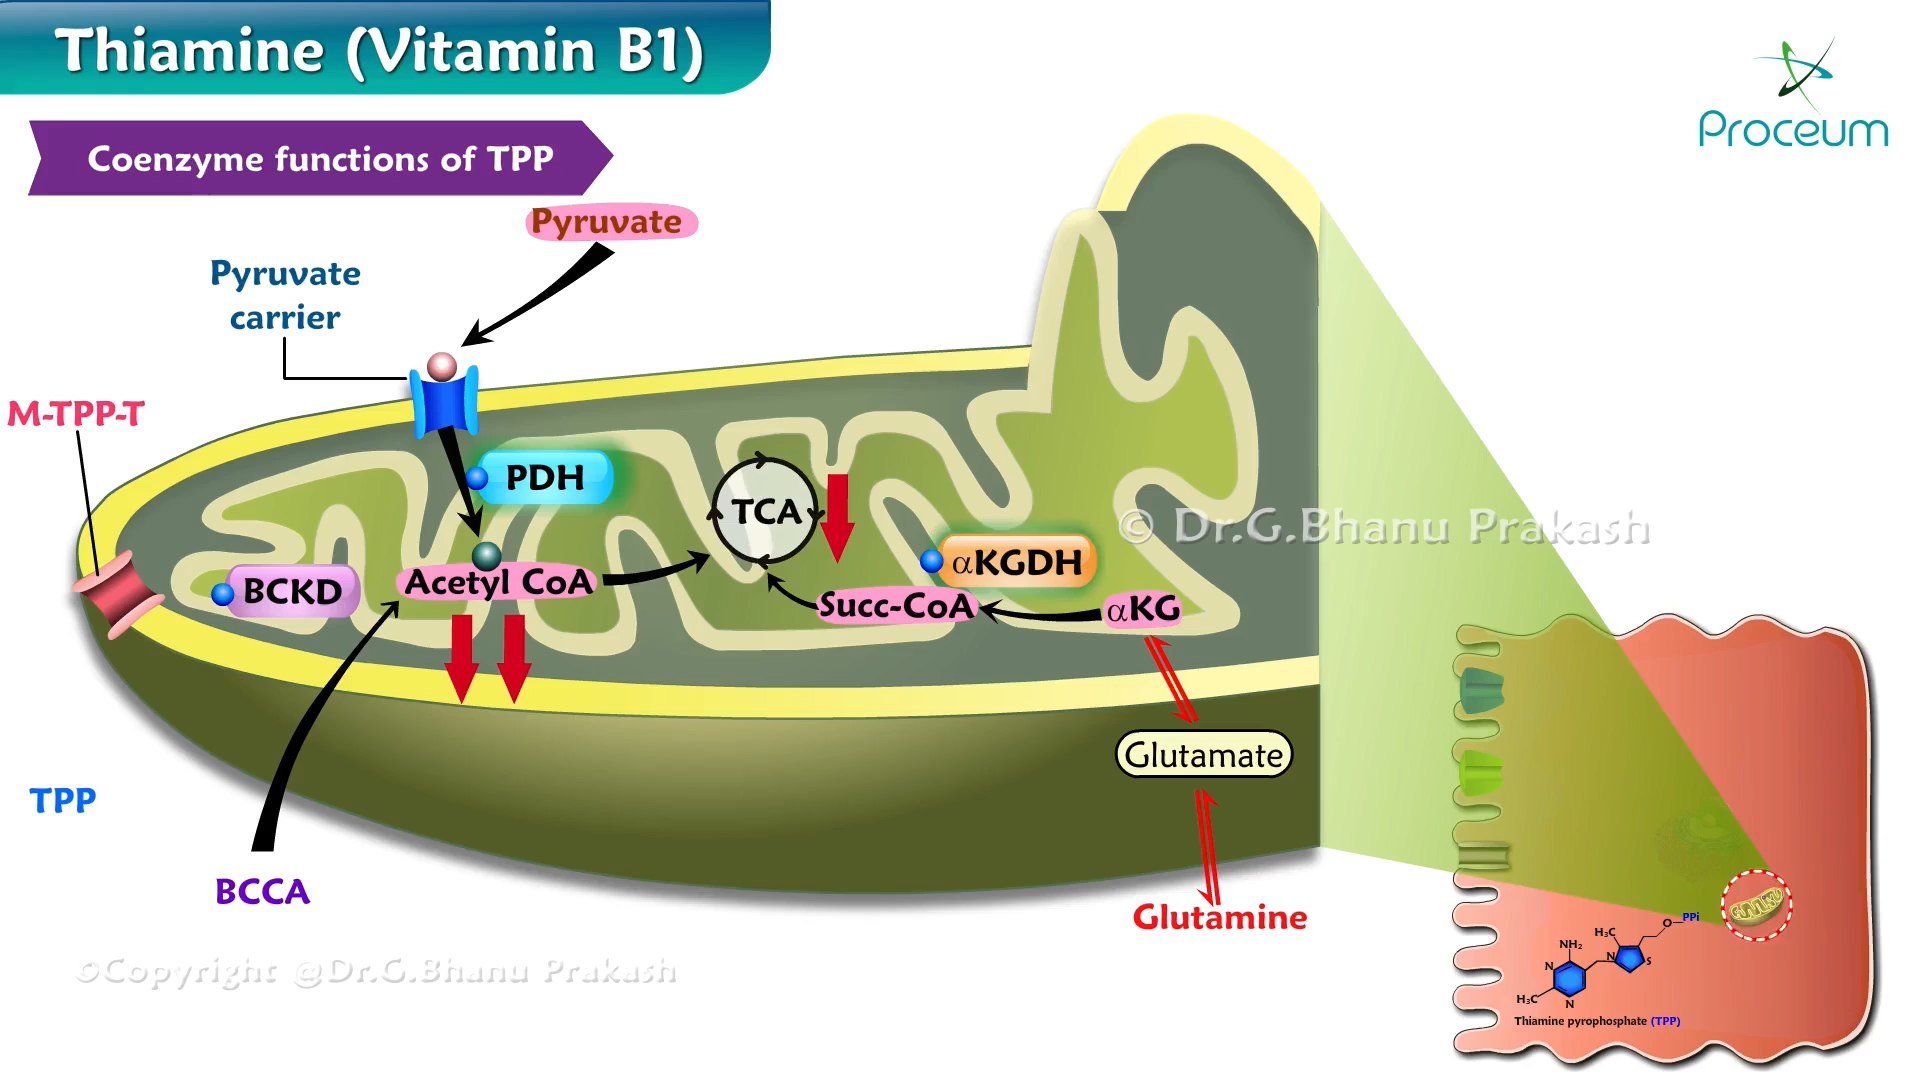 Thiamine (Vitamin B1)
Proceum
Coenzyme functions of TPP
Pyruvate
Pyruvate
carrier
M-TPP-T
PDH
TCA
© Dr.G.Bhanu Prakash
αKGDH
BCKD
Acetyl CoA
Succ-CoA
αKG
Glutamate
TPP
BCCA
Glutamine
©Copyright @Dr.G.Bhanu Prakash
O PPi
H₃C
NH₂
N
N
S
H₃C
N
Thiamine pyrophosphate (TPP)